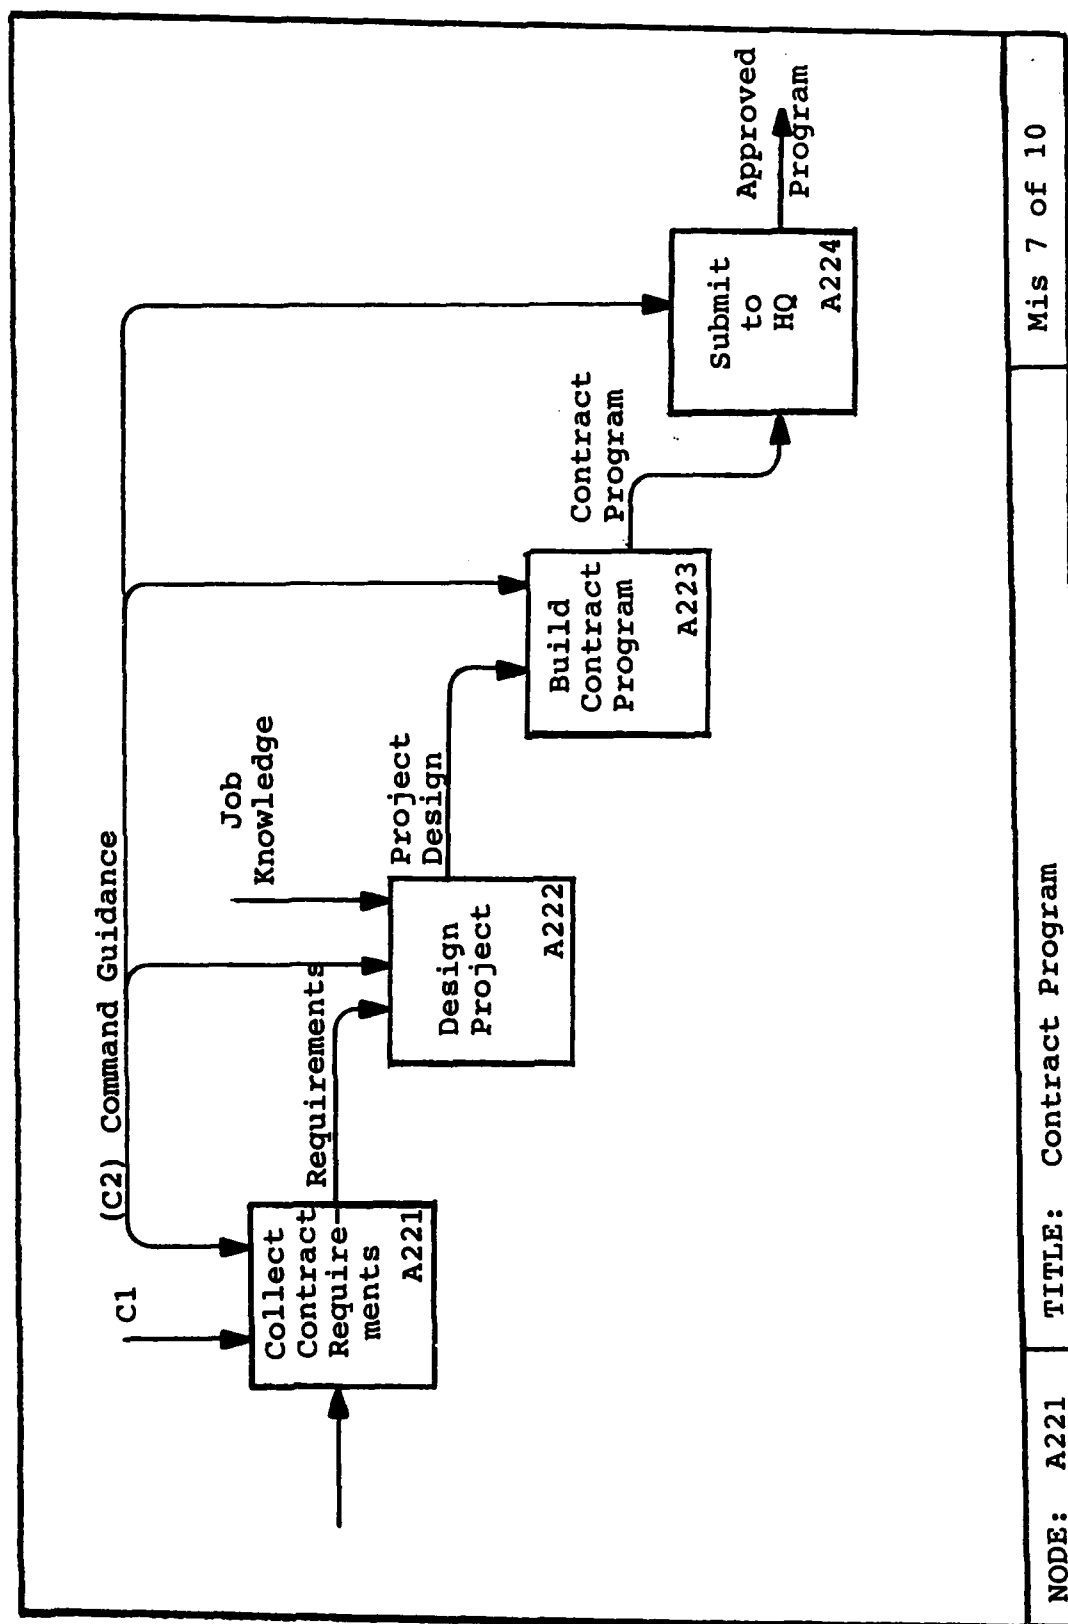 (C2) Command Guidance
C1
Job
Knowledge
Collect
Contract
Require
ments
A221
Requirements
Design
Project
A222
Project
Design
Build
Contract
Program
A223
Contract
Program
Submit
to
HQ
A224
Approved
Program
NODE: A221
TITLE: Contract Program
Mis 7 of 10